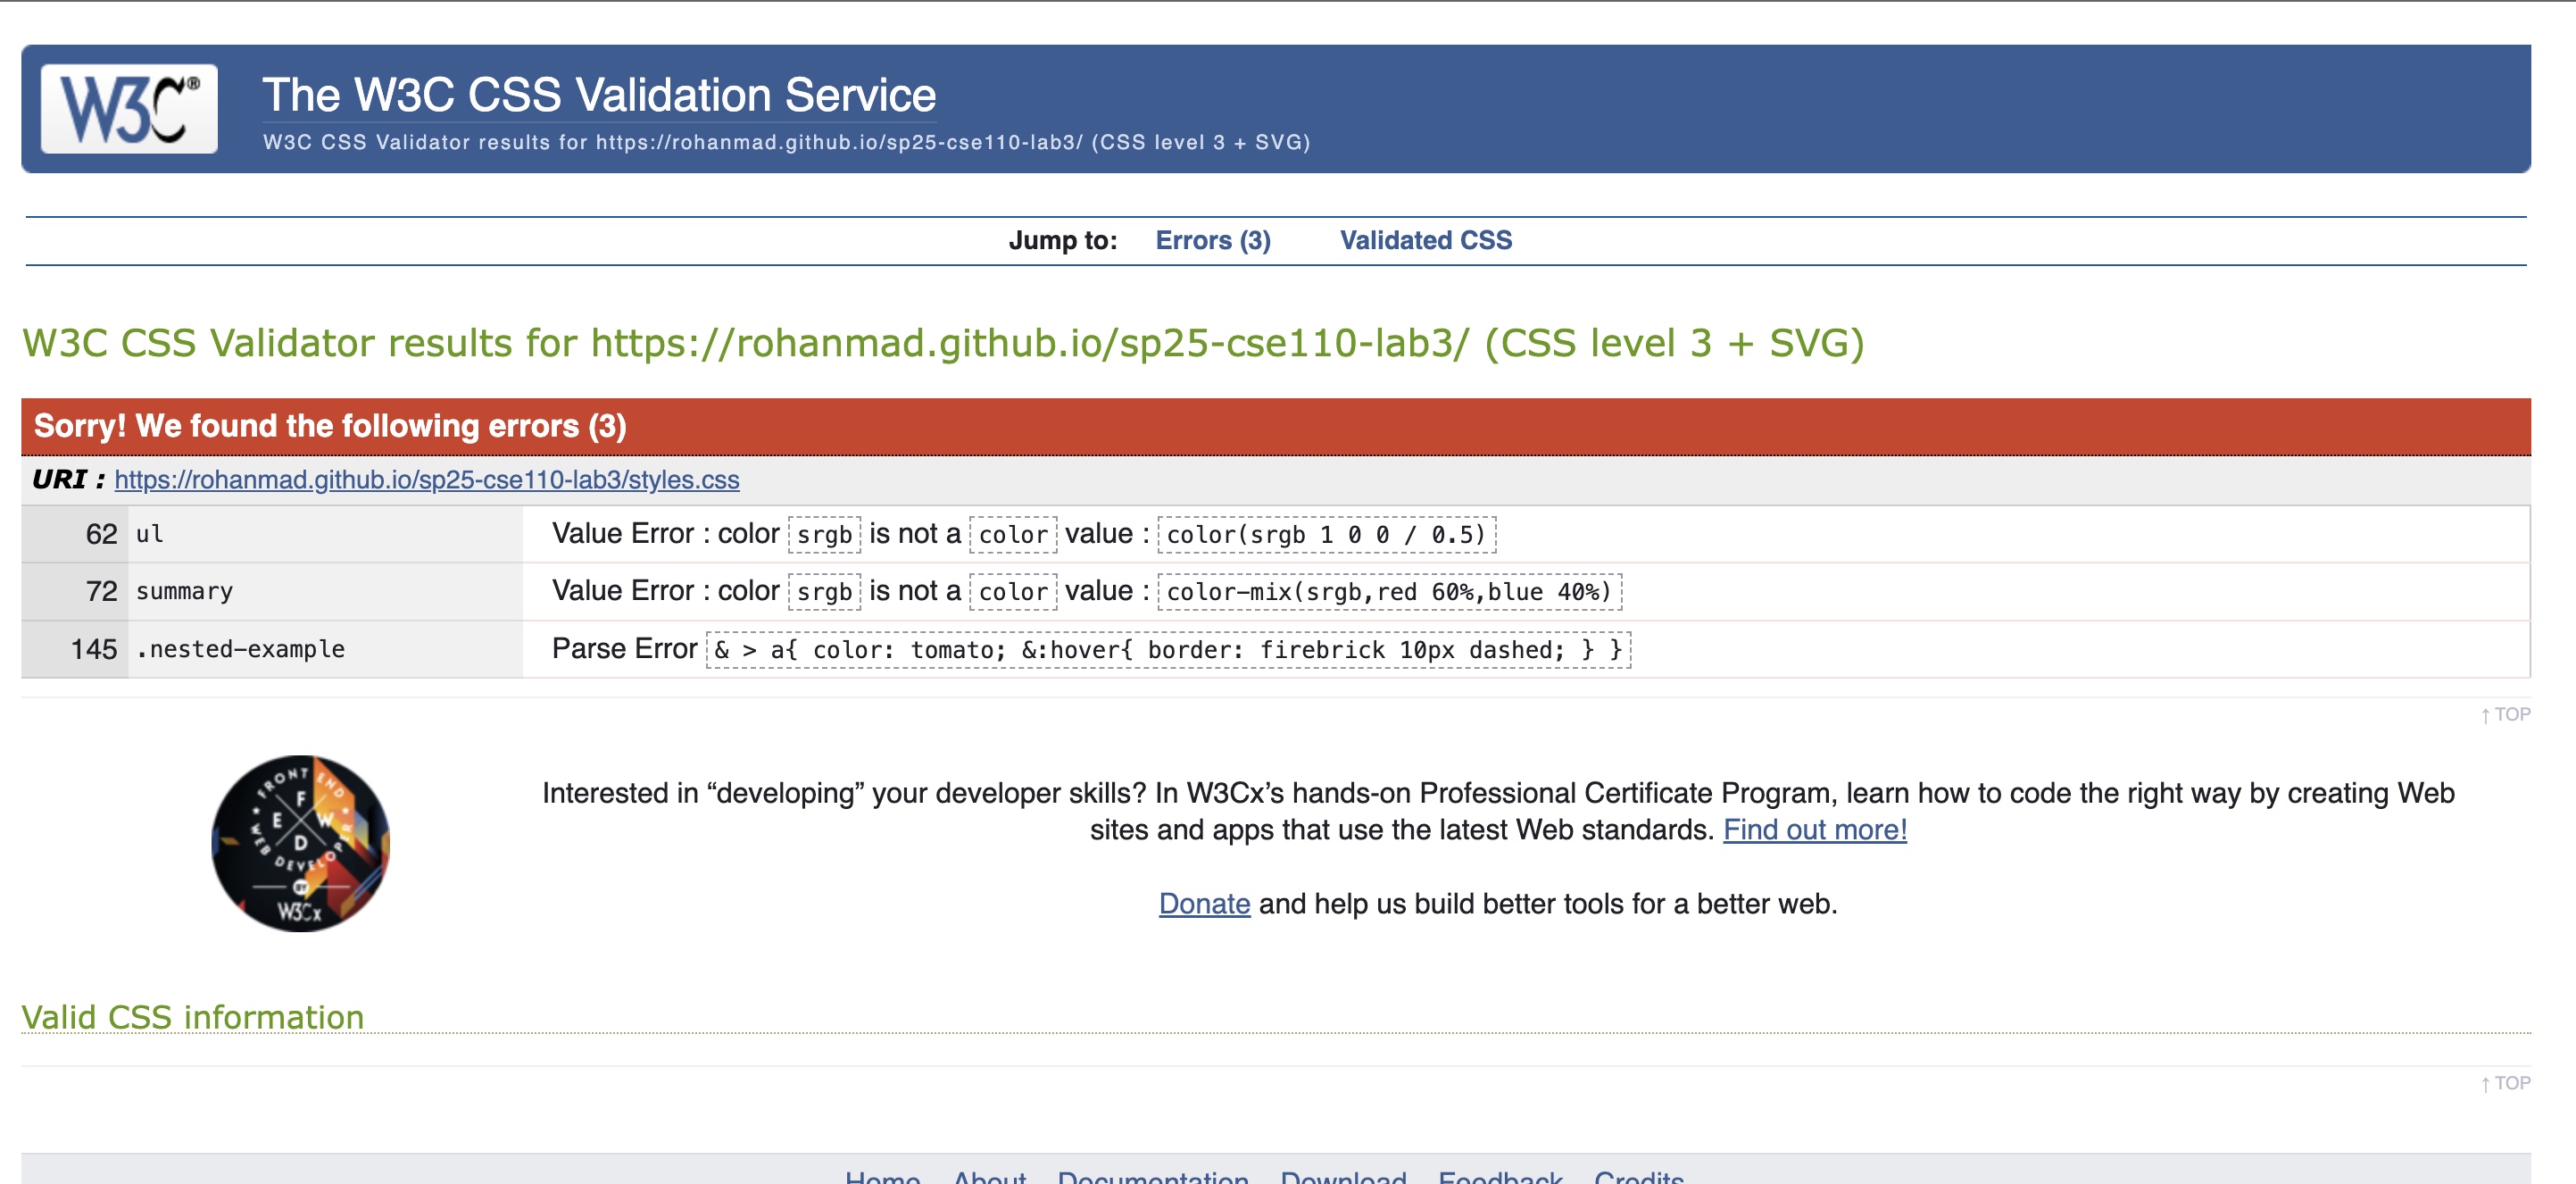 W3C®
The W3C CSS Validation Service
W3C CSS Validator results for https://rohanmad.github.io/sp25-cse110-lab3/ (CSS level 3 + SVG)
Jump to: Errors (3) Validated CSS
W3C CSS Validator results for https://rohanmad.github.io/sp25-cse110-lab3/ (CSS level 3 + SVG)
Sorry! We found the following errors (3)
URI : https://rohanmad.github.io/sp25-cse110-lab3/styles.css
62 ul Value Error : color srgb is not a color value : color(srgb 1 0 0 / 0.5)
72 summary Value Error : color srgb is not a color value : color-mix(srgb,red 60%,blue 40%)
145 .nested-example Parse Error & > a{ color: tomato; &:hover{ border: firebrick 10px dashed; } }
↑ TOP
FRONT END
WEB DEVELOPER
F E W D
BY
W3Cx
Interested in “developing” your developer skills? In W3Cx’s hands-on Professional Certificate Program, learn how to code the right way by creating Web
sites and apps that use the latest Web standards. Find out more!
Donate and help us build better tools for a better web.
Valid CSS information
↑ TOP
Home About Documentation Download Feedback Credits